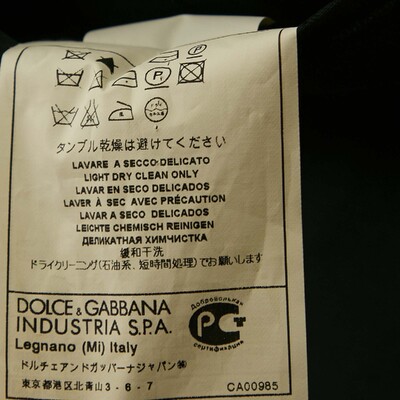 タンブル乾燥は避けてください
LAVARE A SECCO DELICATO
LIGHT DRY CLEAN ONLY
LAVAR EN SECO DELICADOS
LAVER À SEC AVEC PRÉCAUTION
LAVAR A SECO DELICADOS
LEICHTE CHEMISCH REINIGEN
ДЕЛИКАТНАЯ ХИМЧИСТКА
缓和干洗
ドライクリーニング(石油系、短時間処理)でお願いします
DOLCE & GABBANA
INDUSTRIA S.P.A.
Legnano (Mi) Italy
ドルチェアンドガッバーナジャパン㈱
東京都港区北青山3-6-7
Добровольная
РСТ
сертификация
CA00985